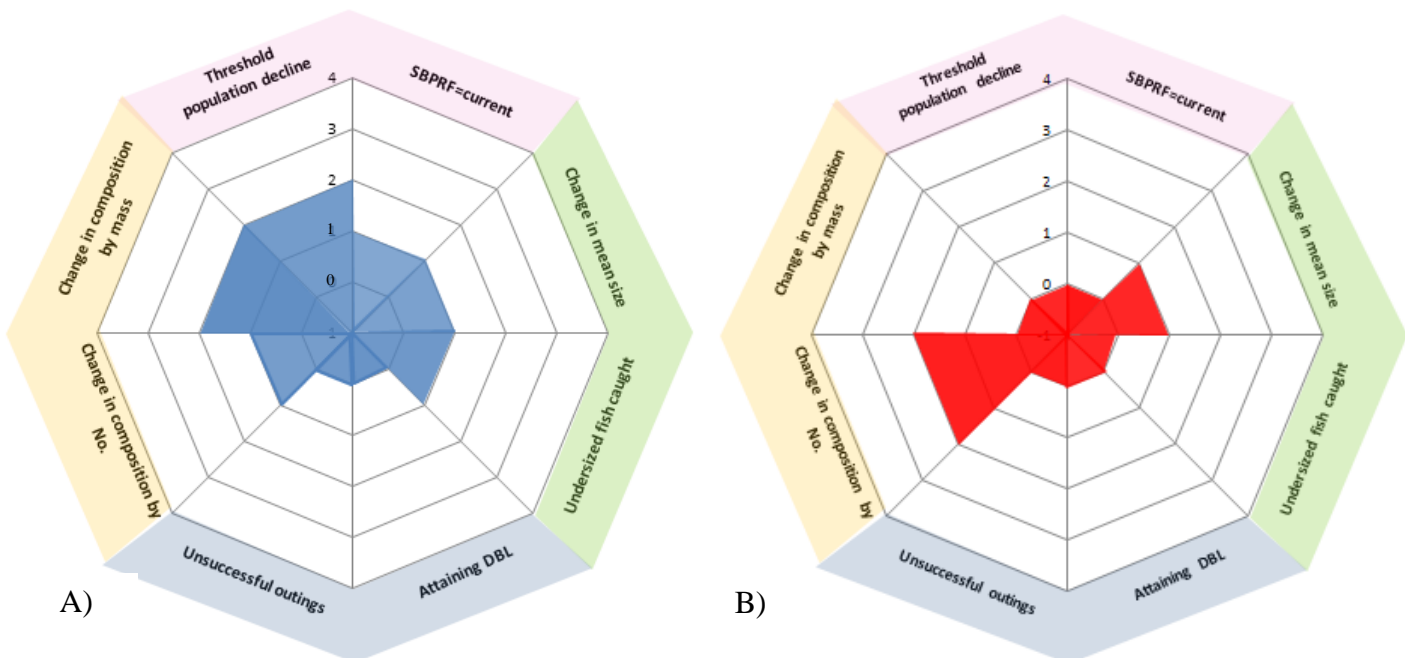 Threshold
population decline
SBPRF=current
Change in mean size
Undersized fish caught
Attaining DBL
Unsuccessful outings
Change in composition by
No.
Change in composition
by mass
4
3
2
1
0
-1
A)
Threshold
population decline
SBPRF=current
Change in mean size
Undersized fish caught
Attaining DBL
Unsuccessful outings
Change in composition by
No.
Change in composition
by mass
4
3
2
1
0
-1
B)